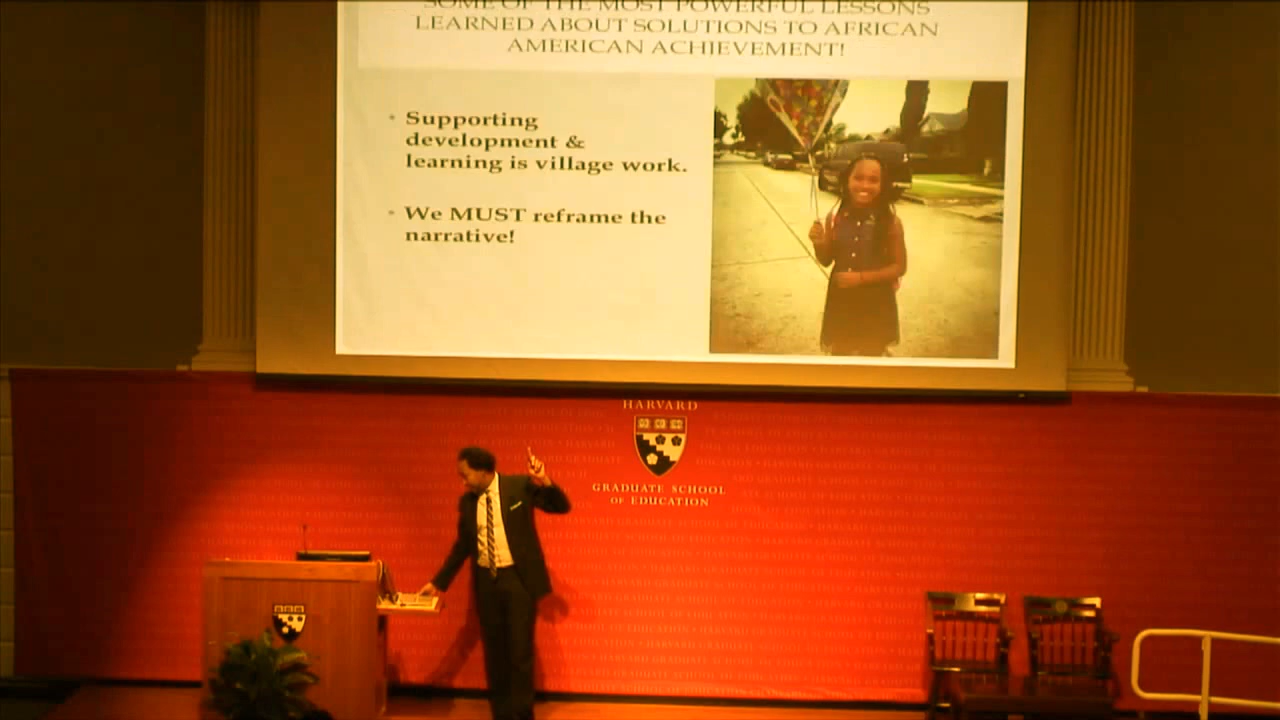 SOME OF THE MOST POWERFUL LESSONS
LEARNED ABOUT SOLUTIONS TO AFRICAN
AMERICAN ACHIEVEMENT!
• Supporting
development &
learning is village work.
• We MUST reframe the
narrative!
HARVARD
GRADUATE SCHOOL
OF EDUCATION